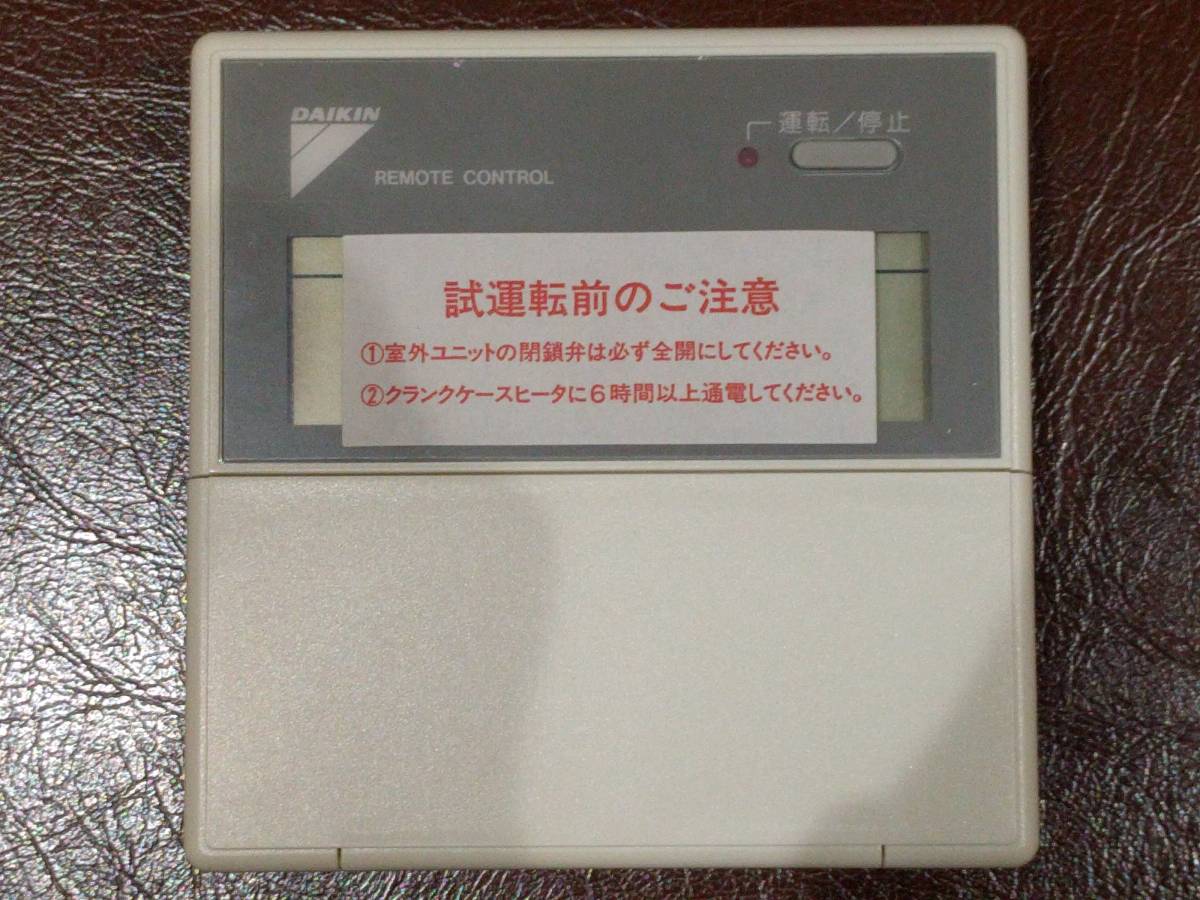 DAIKIN
REMOTE CONTROL
運転/停止
試運転前のご注意
①室外ユニットの閉鎖弁は必ず全開にしてください。
②クランクケースヒータに6時間以上通電してください。